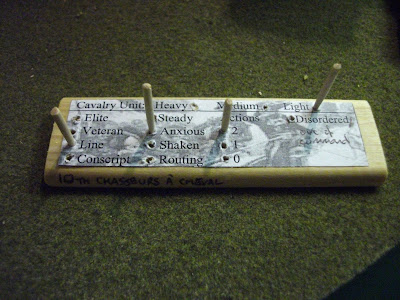 Cavalry Unit: Heavy Medium Light
Elite Steady Actions Disordered
Veteran Anxious 2 out of
Line Shaken 1 command
Conscript Routing 0
10TH CHASSEURS À CHEVAL